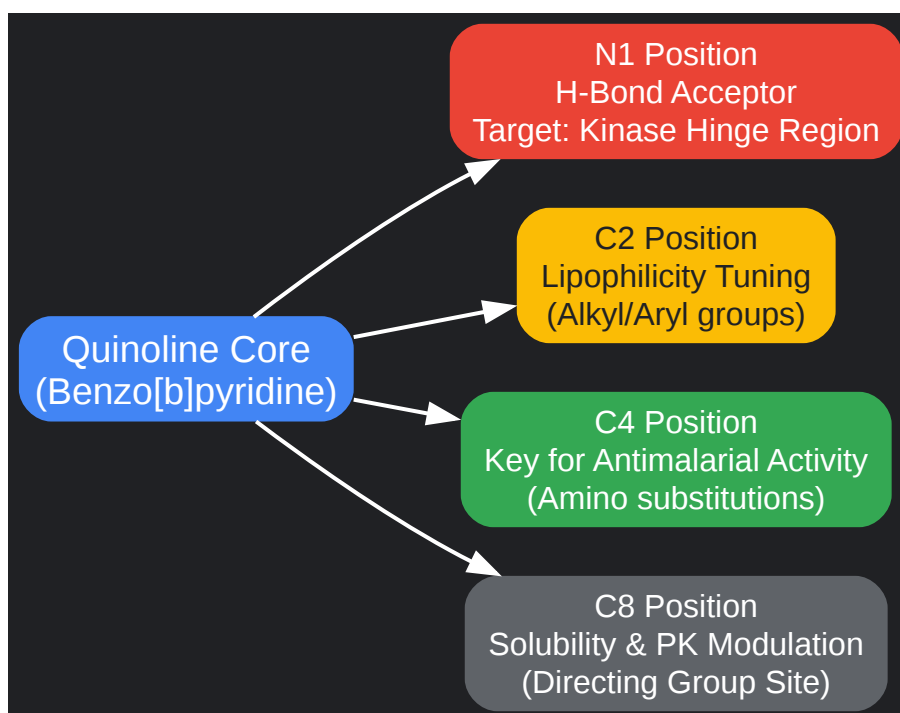 N1 Position
H-Bond Acceptor
Target: Kinase Hinge Region
C2 Position
Lipophilicity Tuning
(Alkyl/Aryl groups)
Quinoline Core
(Benzo[b]pyridine)
C4 Position
Key for Antimalarial Activity
(Amino substitutions)
C8 Position
Solubility & PK Modulation
(Directing Group Site)